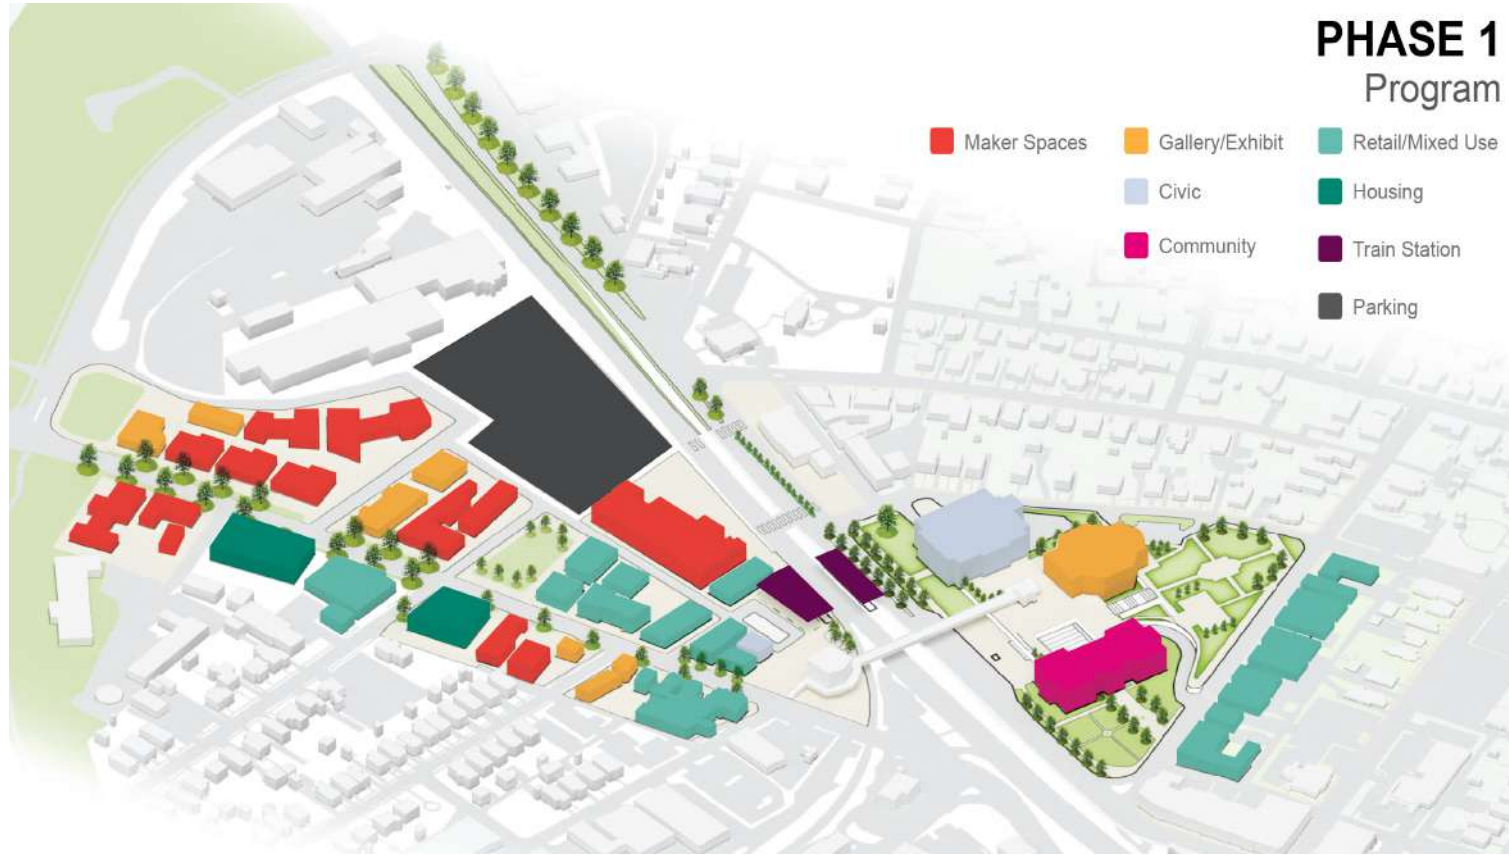 PHASE 1
Program
Maker Spaces
Gallery/Exhibit
Retail/Mixed Use
Civic
Housing
Community
Train Station
Parking